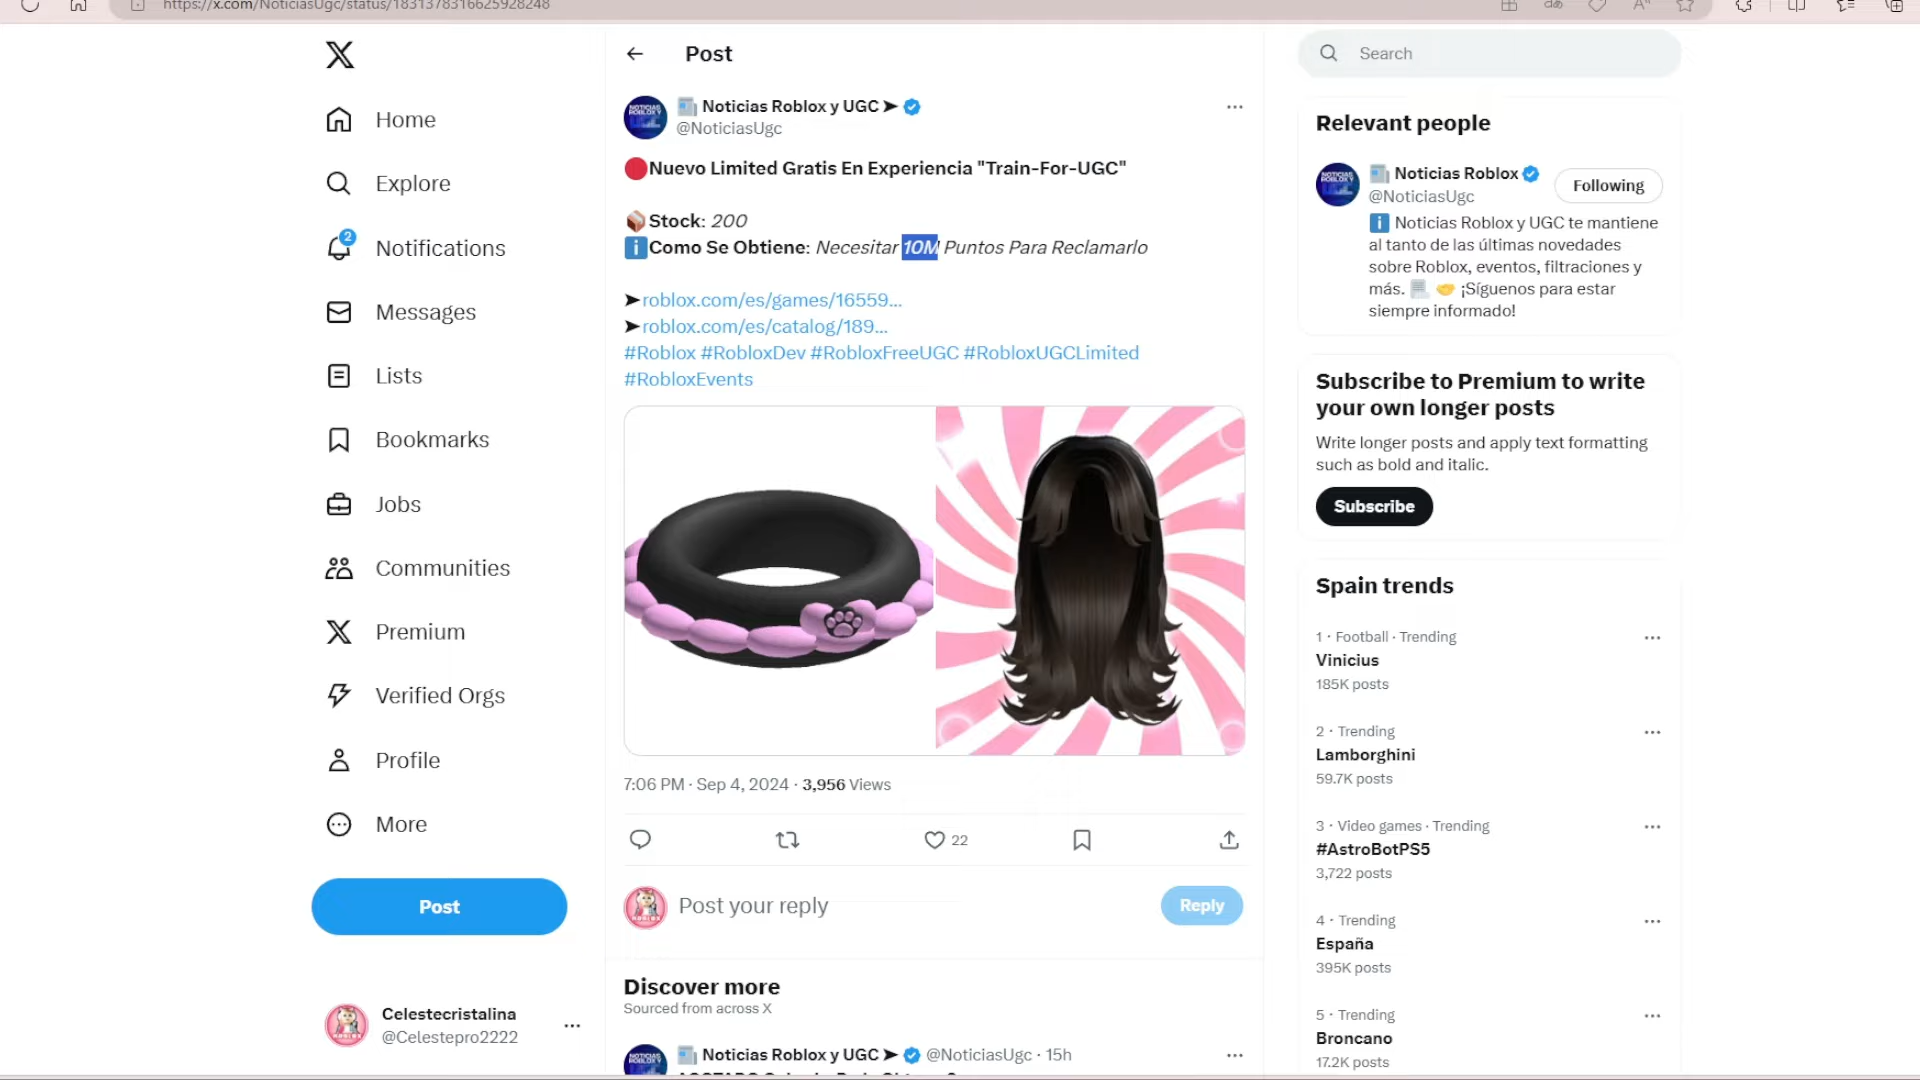 https://x.com/NoticiasUgc/status/1831378316625928248
Home
Explore
2
Notifications
Messages
Lists
Bookmarks
Jobs
Communities
Premium
Verified Orgs
Profile
More
Post
Celestecristalina
@Celestepro2222
Post
Noticias Roblox y UGC ➤
@NoticiasUgc
🔴Nuevo Limited Gratis En Experiencia "Train-For-UGC"
📦Stock: 200
ℹ️Como Se Obtiene: Necesitar 10M Puntos Para Reclamarlo
➤roblox.com/es/games/16559...
➤roblox.com/es/catalog/189...
#Roblox #RobloxDev #RobloxFreeUGC #RobloxUGCLimited
#RobloxEvents
7:06 PM · Sep 4, 2024 · 3,956 Views
22
Post your reply
Reply
Discover more
Sourced from across X
Noticias Roblox y UGC ➤ @NoticiasUgc · 15h
Search
Relevant people
Noticias Roblox
@NoticiasUgc
Following
ℹ️ Noticias Roblox y UGC te mantiene
al tanto de las últimas novedades
sobre Roblox, eventos, filtraciones y
más. 📃 🤝 ¡Síguenos para estar
siempre informado!
Subscribe to Premium to write
your own longer posts
Write longer posts and apply text formatting
such as bold and italic.
Subscribe
Spain trends
1 · Football · Trending
Vinicius
185K posts
2 · Trending
Lamborghini
59.7K posts
3 · Video games · Trending
#AstroBotPS5
3,722 posts
4 · Trending
España
395K posts
5 · Trending
Broncano
17.2K posts